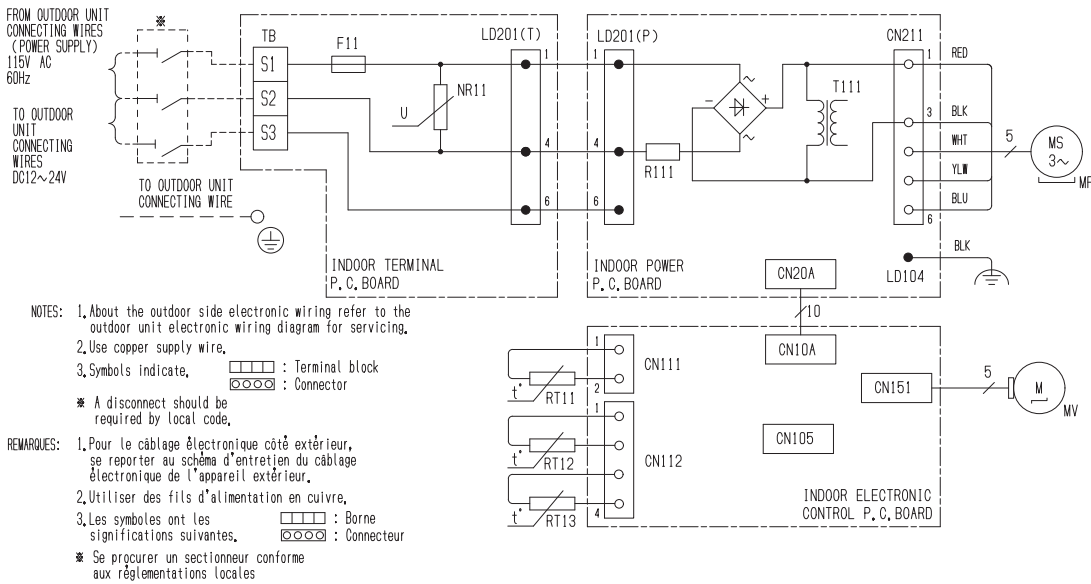 FROM OUTDOOR UNIT
CONNECTING WIRES
(POWER SUPPLY)
115V AC
60Hz
TO OUTDOOR
UNIT
CONNECTING
WIRES
DC12～24V
※
TB
S1
S2
S3
F11
NR11
U
LD201(T)
1
4
6
TO OUTDOOR UNIT
CONNECTING WIRE
INDOOR TERMINAL
P.C.BOARD
LD201(P)
1
4
6
R111
~
-
+
~
T111
CN211
1
3
6
RED
BLK
WHT
YLW
BLU
5
MS
3~
MF
BLK
LD104
INDOOR POWER
P.C.BOARD
CN20A
10
CN10A
CN111
1
2
t°
RT11
CN112
1
4
t°
RT12
t°
RT13
CN151
5
M
MV
CN105
INDOOR ELECTRONIC
CONTROL P.C.BOARD
NOTES: 1.About the outdoor side electronic wiring refer to the
outdoor unit electronic wiring diagram for servicing.
2.Use copper supply wire.
3.Symbols indicate.
: Terminal block
: Connector
※ A disconnect should be
required by local code.
REMARQUES: 1.Pour le câblage électronique côté extérieur,
se reporter au schéma d'entretien du câblage
électronique de l'appareil extérieur.
2.Utiliser des fils d'alimentation en cuivre.
3.Les symboles ont les
significations suivantes.
: Borne
: Connecteur
※ Se procurer un sectionneur conforme
aux réglementations locales